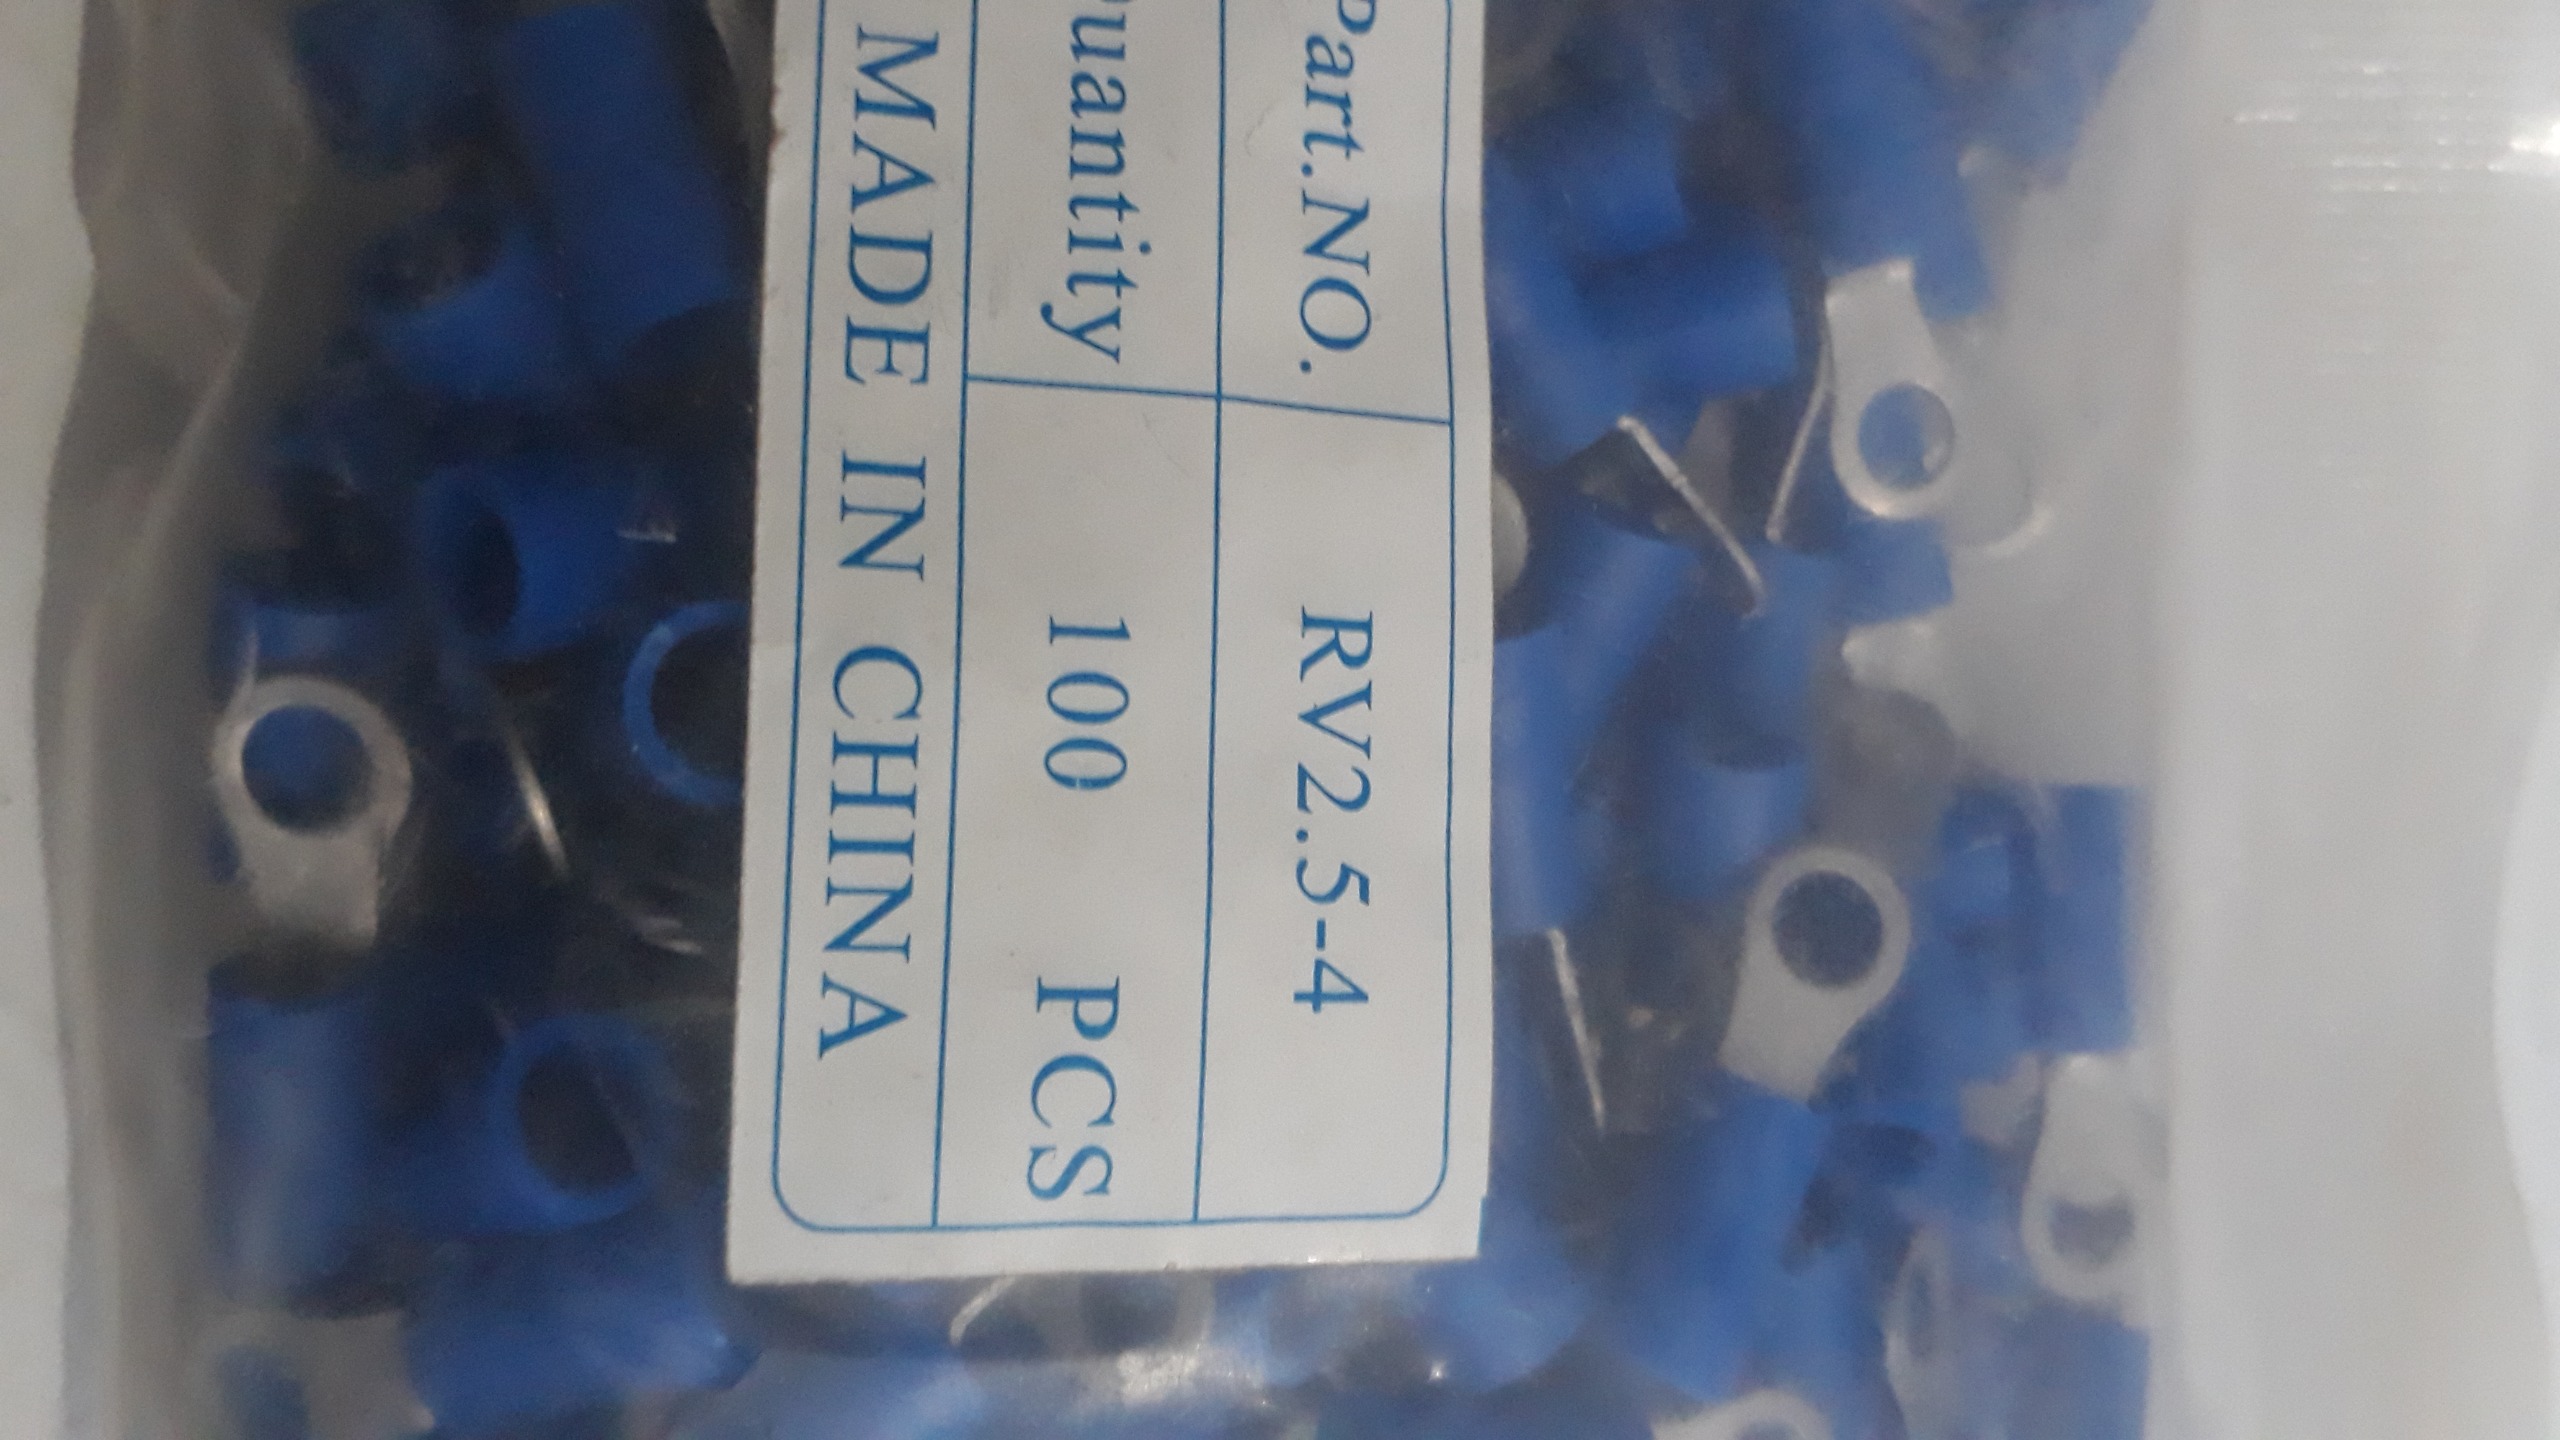 Part.NO. RV2.5-4
uantity 100 PCS
MADE IN CHINA